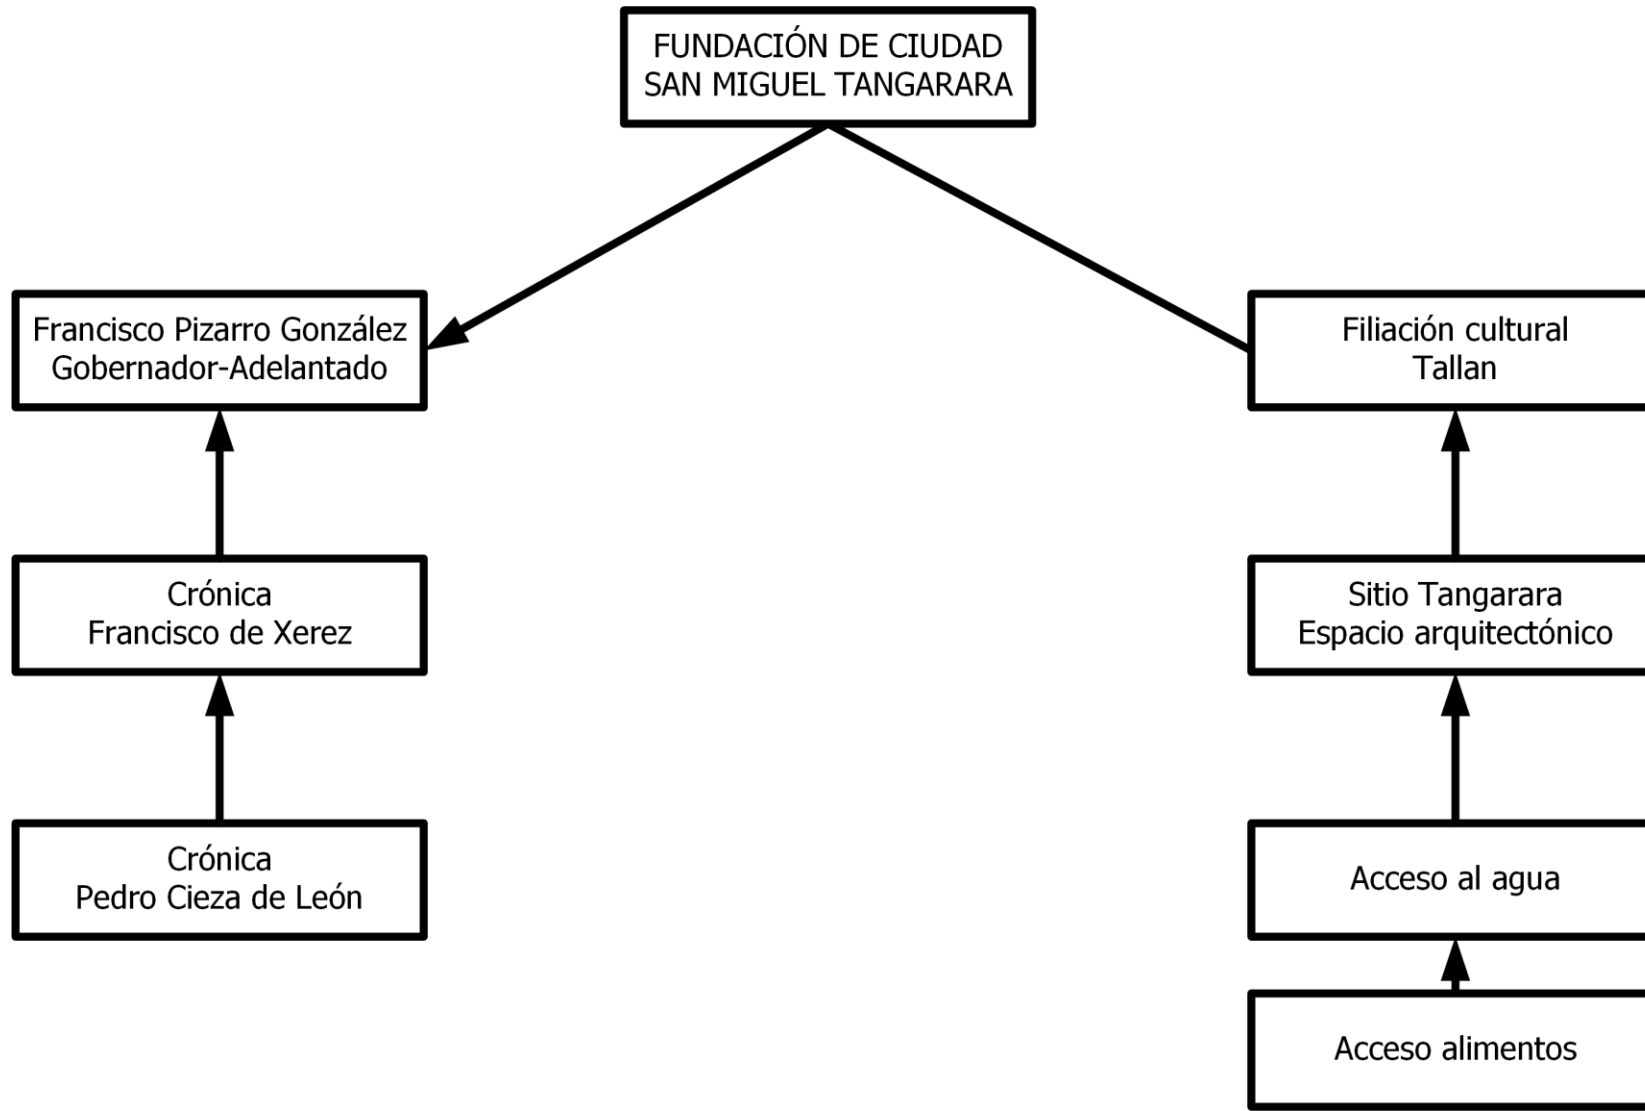 FUNDACIÓN DE CIUDAD
SAN MIGUEL TANGARARA
Francisco Pizarro González
Gobernador-Adelantado
Filiación cultural
Tallan
Crónica
Francisco de Xerez
Sitio Tangarara
Espacio arquitectónico
Crónica
Pedro Cieza de León
Acceso al agua
Acceso alimentos